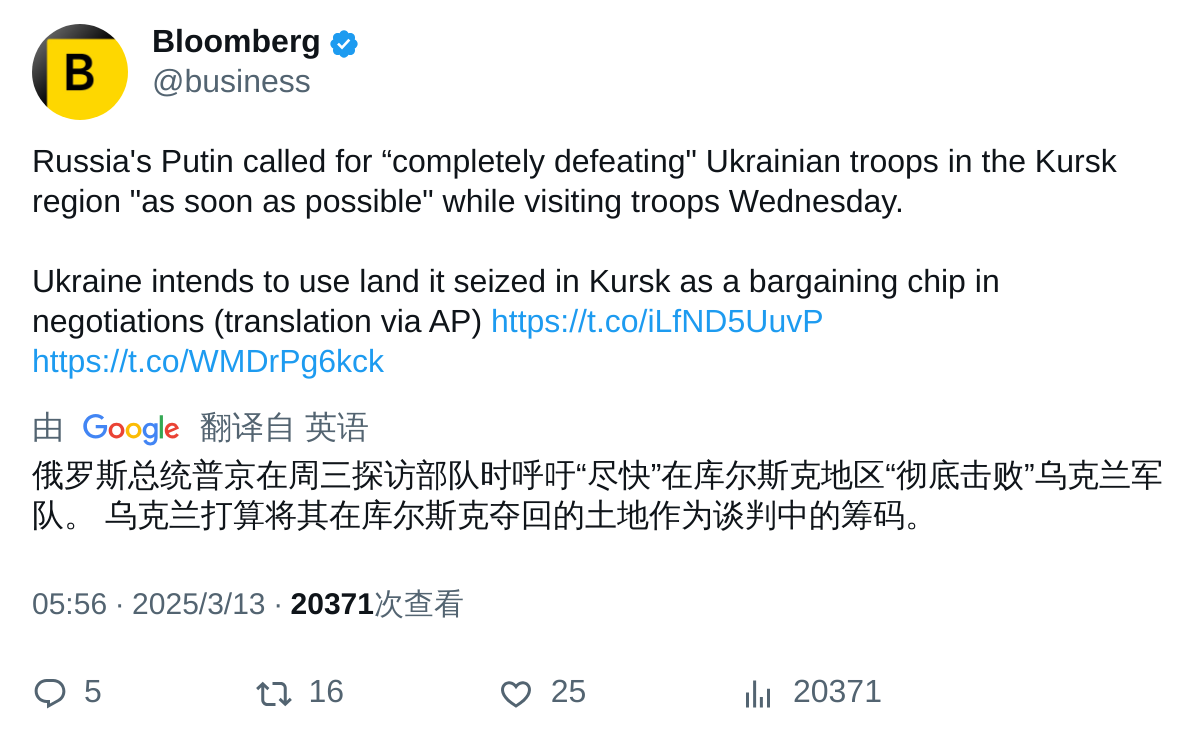 B
Bloomberg
@business
Russia's Putin called for “completely defeating" Ukrainian troops in the Kursk
region "as soon as possible" while visiting troops Wednesday.
Ukraine intends to use land it seized in Kursk as a bargaining chip in
negotiations (translation via AP) https://t.co/iLfND5UuvP
https://t.co/WMDrPg6kck
由 Google 翻译自 英语
俄罗斯总统普京在周三探访部队时呼吁“尽快”在库尔斯克地区“彻底击败”乌克兰军
队。 乌克兰打算将其在库尔斯克夺回的土地作为谈判中的筹码。
05:56 · 2025/3/13 · 20371次查看
5 16 25 20371